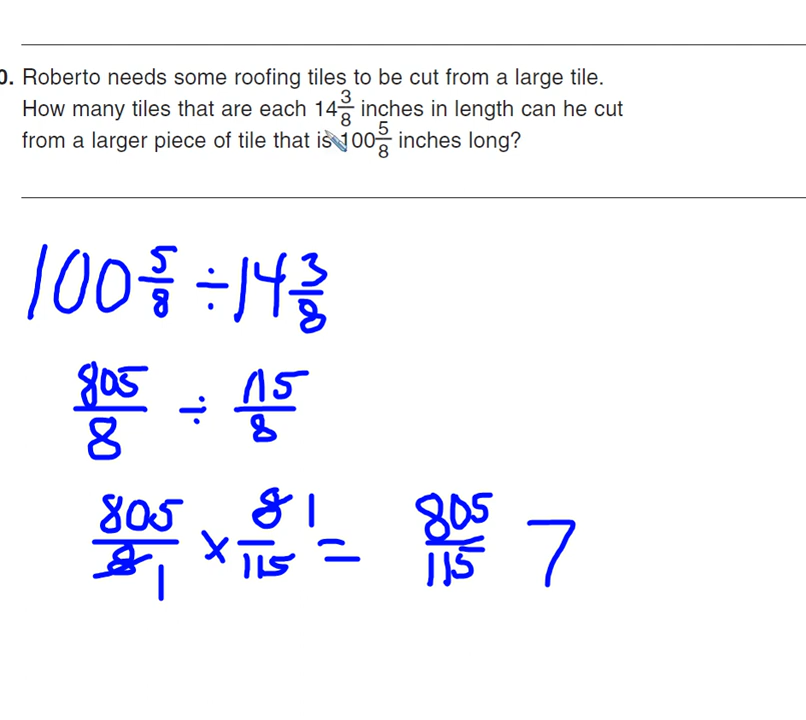 0. Roberto needs some roofing tiles to be cut from a large tile.
How many tiles that are each 14 3/8 inches in length can he cut
from a larger piece of tile that is 100 5/8 inches long?
100 5/8 ÷ 14 3/8
805/8 ÷ 115/8
805/8 1 × 8/115 1 = 805/115 7